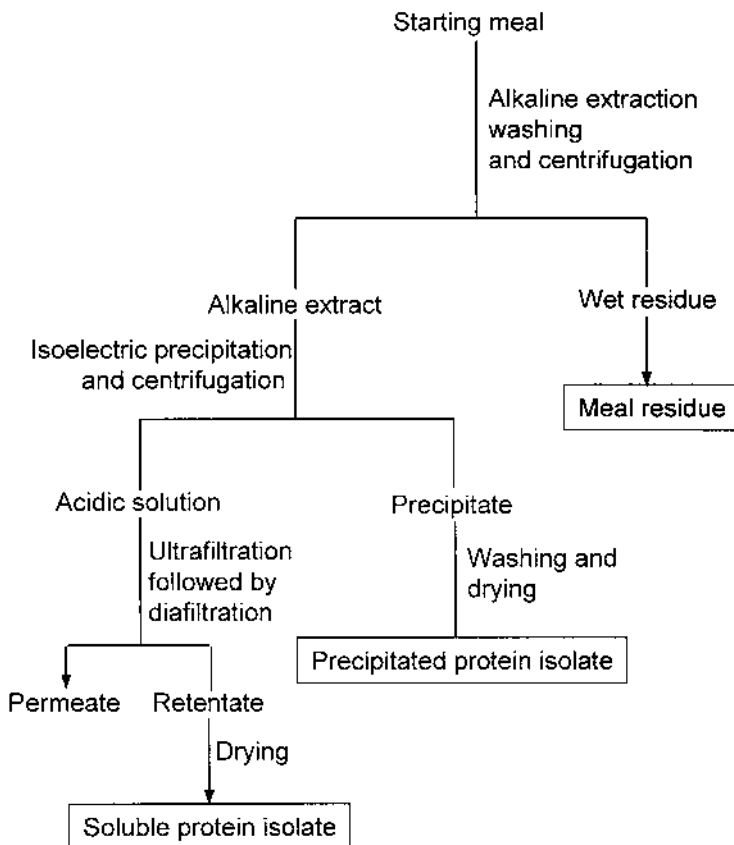 Starting meal
Alkaline extraction
washing
and centrifugation
Alkaline extract
Wet residue
Isoelectric precipitation
and centrifugation
Meal residue
Acidic solution
Precipitate
Ultrafiltration
followed by
diafiltration
Washing and
drying
Precipitated protein isolate
Permeate
Retentate
Drying
Soluble protein isolate